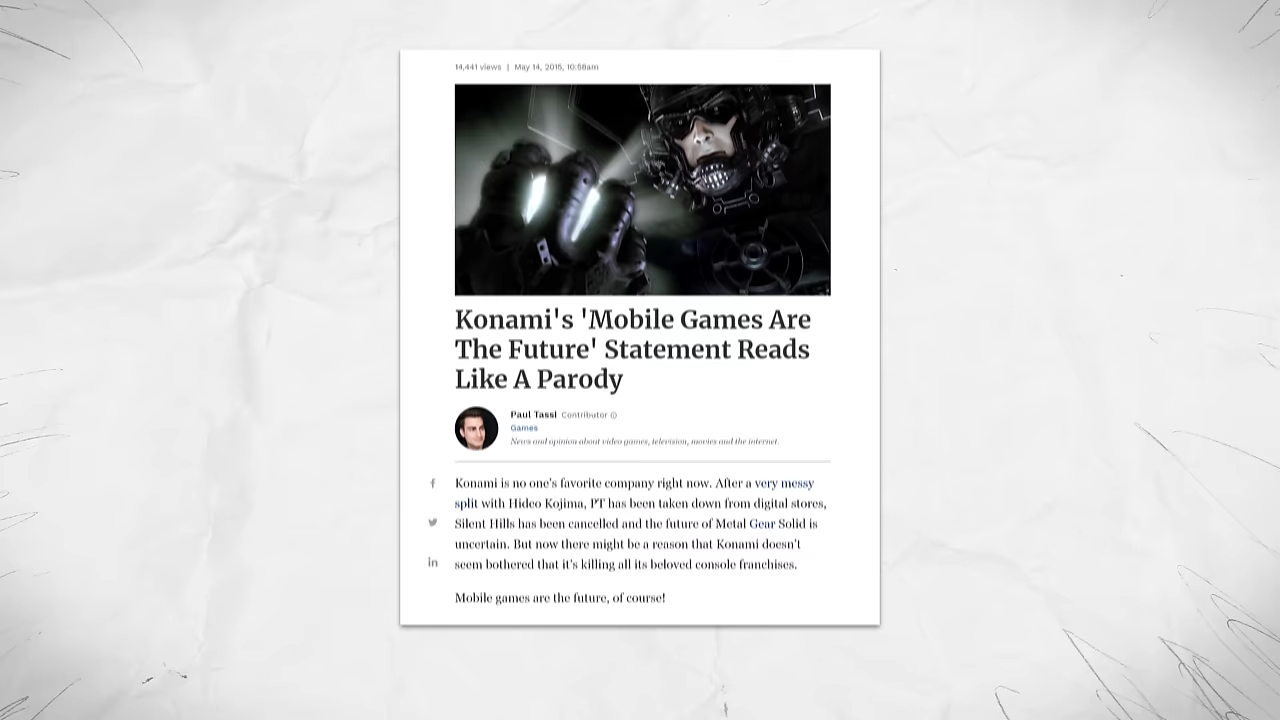 14,441 views | May 14, 2015, 10:58am
Konami's 'Mobile Games Are
The Future' Statement Reads
Like A Parody
Paul Tassi Contributor
Games
News and opinion about video games, television, movies and the internet.
Konami is no one's favorite company right now. After a very messy
split with Hideo Kojima, PT has been taken down from digital stores,
Silent Hills has been cancelled and the future of Metal Gear Solid is
uncertain. But now there might be a reason that Konami doesn't
seem bothered that it's killing all its beloved console franchises.
Mobile games are the future, of course!